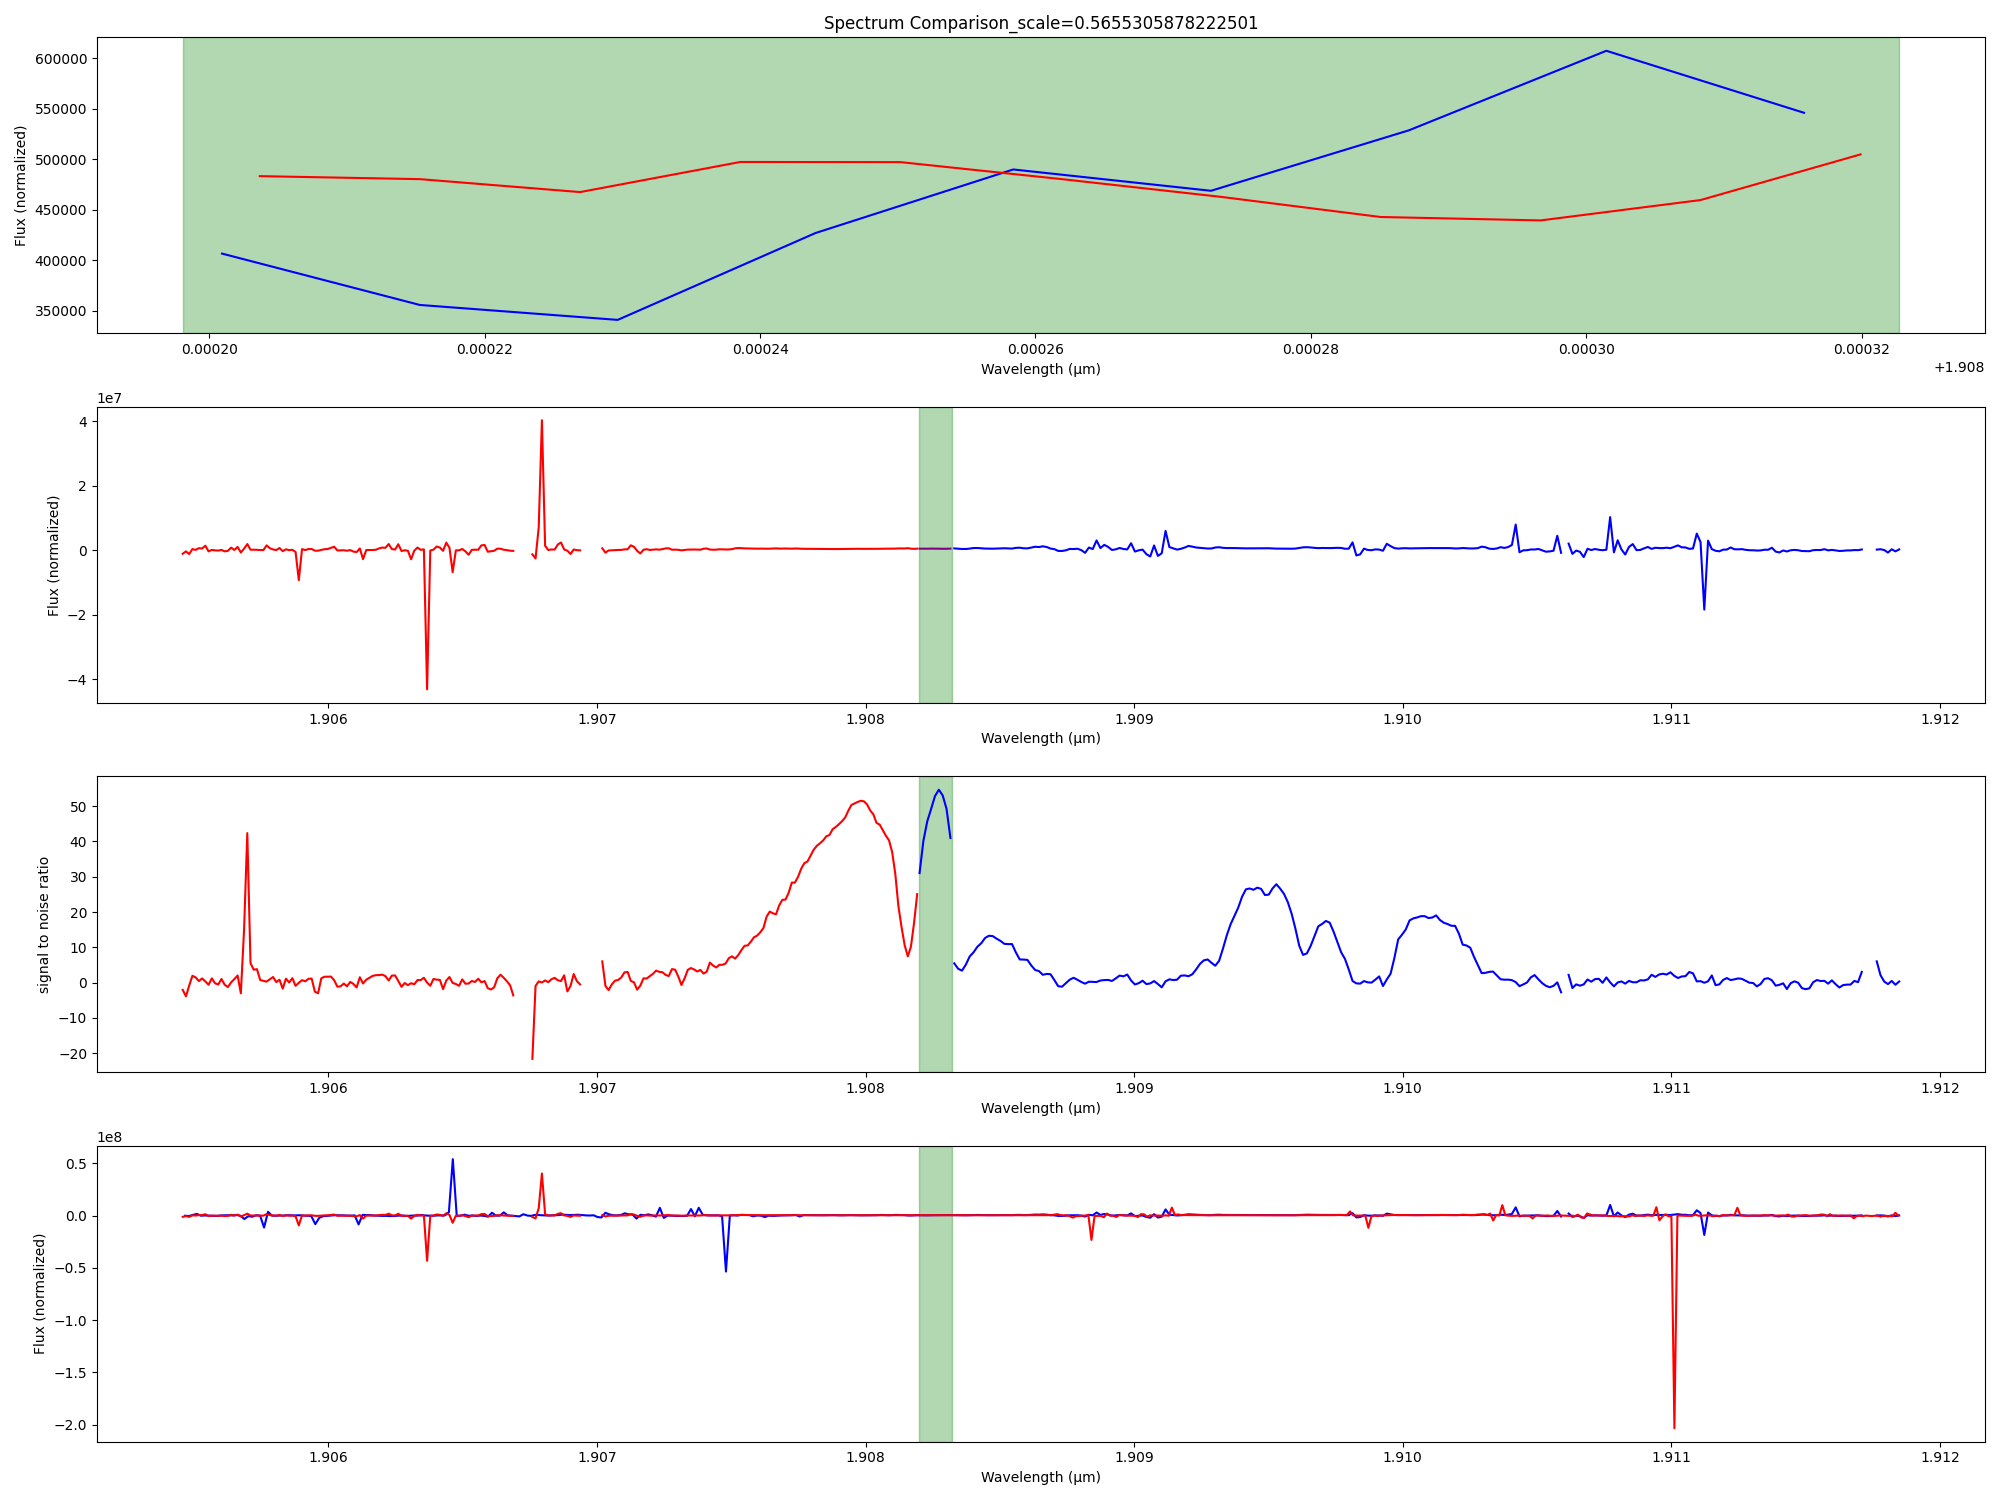 Spectrum Comparison_scale=0.5655305878222501
Flux (normalized)
600000
550000
500000
450000
400000
350000
0.00020 0.00022 0.00024 0.00026 0.00028 0.00030 0.00032
Wavelength (μm)
+1.908
1e7
Flux (normalized)
4
2
0
−2
−4
1.906 1.907 1.908 1.909 1.910 1.911 1.912
Wavelength (μm)
signal to noise ratio
50
40
30
20
10
0
−10
−20
1.906 1.907 1.908 1.909 1.910 1.911 1.912
Wavelength (μm)
1e8
Flux (normalized)
0.5
0.0
−0.5
−1.0
−1.5
−2.0
1.906 1.907 1.908 1.909 1.910 1.911 1.912
Wavelength (μm)